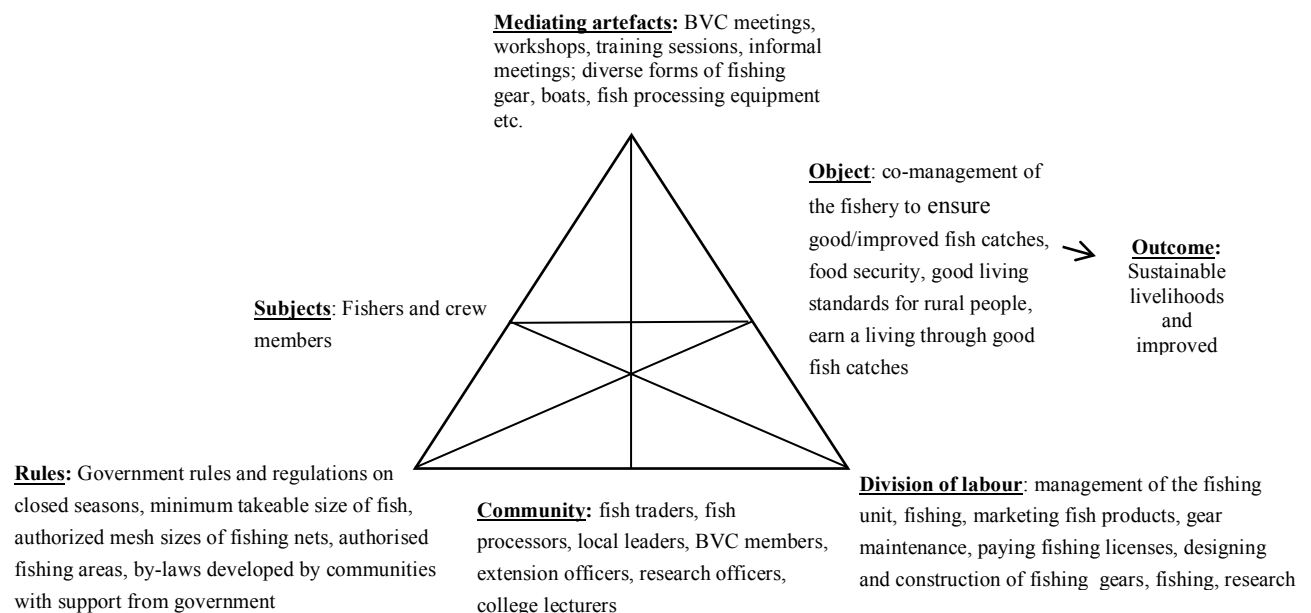 Mediating artefacts: BVC meetings,
workshops, training sessions, informal
meetings; diverse forms of fishing
gear, boats, fish processing equipment
etc.
Object: co-management of
the fishery to ensure
good/improved fish catches,
food security, good living
standards for rural people,
earn a living through good
fish catches
Outcome:
Sustainable
livelihoods
and
improved
Subjects: Fishers and crew
members
Rules: Government rules and regulations on
closed seasons, minimum takeable size of fish,
authorized mesh sizes of fishing nets, authorised
fishing areas, by-laws developed by communities
with support from government
Community: fish traders, fish
processors, local leaders, BVC members,
extension officers, research officers,
college lecturers
Division of labour: management of the fishing
unit, fishing, marketing fish products, gear
maintenance, paying fishing licenses, designing
and construction of fishing gears, fishing, research